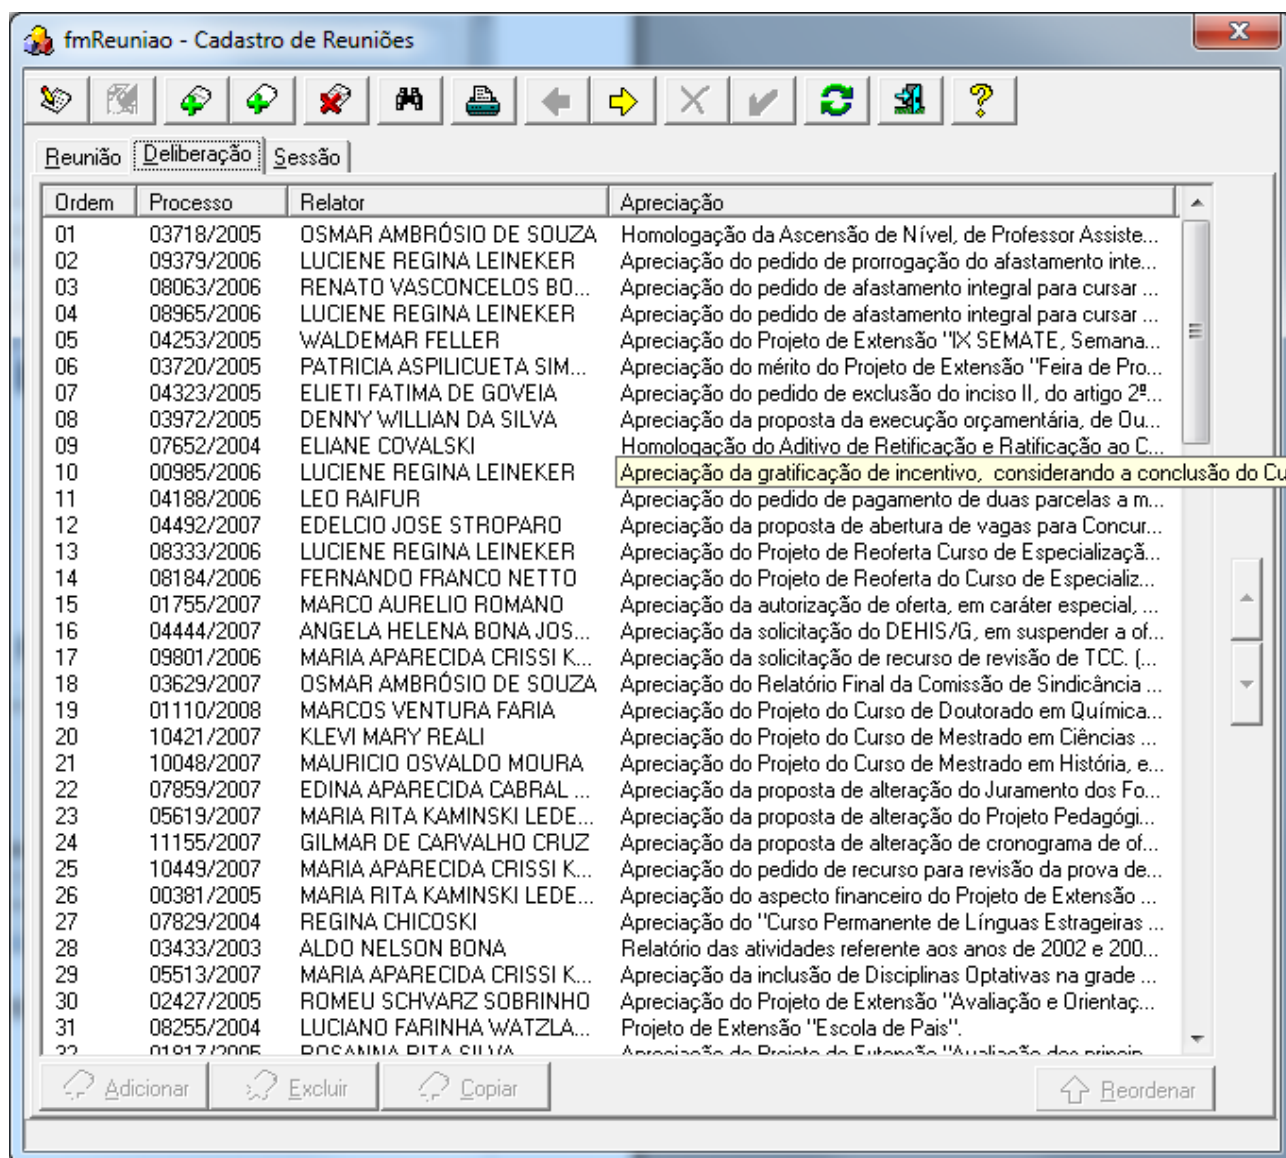 fmReuniao - Cadastro de Reuniões
Reunião Deliberação Sessão
Ordem Processo Relator Apreciação
01 03718/2005 OSMAR AMBRÓSIO DE SOUZA Homologação da Ascensão de Nível, de Professor Assiste...
02 09379/2006 LUCIENE REGINA LEINEKER Apreciação do pedido de prorrogação do afastamento inte...
03 08063/2006 RENATO VASCONCELOS BO... Apreciação do pedido de afastamento integral para cursar ...
04 08965/2006 LUCIENE REGINA LEINEKER Apreciação do pedido de afastamento integral para cursar ...
05 04253/2005 WALDEMAR FELLER Apreciação do Projeto de Extensão "IX SEMATE, Semana...
06 03720/2005 PATRICIA ASPILICUETA SIM... Apreciação do mérito do Projeto de Extensão "Feira de Pro...
07 04323/2005 ELIETI FATIMA DE GOVEIA Apreciação do pedido de exclusão do inciso II, do artigo 2º...
08 03972/2005 DENNY WILLIAN DA SILVA Apreciação da proposta da execução orçamentária, de Ou...
09 07652/2004 ELIANE COVALSKI Homologação do Aditivo de Retificação e Ratificação ao C...
10 00985/2006 LUCIENE REGINA LEINEKER Apreciação da gratificação de incentivo, considerando a conclusão do Cu
11 04188/2006 LEO RAIFUR Apreciação do pedido de pagamento de duas parcelas a m...
12 04492/2007 EDELCIO JOSE STROPARO Apreciação da proposta de abertura de vagas para Concur...
13 08333/2006 LUCIENE REGINA LEINEKER Apreciação do Projeto de Reoferta Curso de Especializaçã...
14 08184/2006 FERNANDO FRANCO NETTO Apreciação do Projeto de Reoferta do Curso de Especializ...
15 01755/2007 MARCO AURELIO ROMANO Apreciação da autorização de oferta, em caráter especial, ...
16 04444/2007 ANGELA HELENA BONA JOS... Apreciação da solicitação do DEHIS/G, em suspender a of...
17 09801/2006 MARIA APARECIDA CRISSI K... Apreciação da solicitação de recurso de revisão de TCC. (...
18 03629/2007 OSMAR AMBRÓSIO DE SOUZA Apreciação do Relatório Final da Comissão de Sindicância ...
19 01110/2008 MARCOS VENTURA FARIA Apreciação do Projeto do Curso de Doutorado em Química...
20 10421/2007 KLEVI MARY REALI Apreciação do Projeto do Curso de Mestrado em Ciências ...
21 10048/2007 MAURICIO OSVALDO MOURA Apreciação do Projeto do Curso de Mestrado em História, e...
22 07859/2007 EDINA APARECIDA CABRAL ... Apreciação da proposta de alteração do Juramento dos Fo...
23 05619/2007 MARIA RITA KAMINSKI LEDE... Apreciação da proposta de alteração do Projeto Pedagógi...
24 11155/2007 GILMAR DE CARVALHO CRUZ Apreciação da proposta de alteração de cronograma de of...
25 10449/2007 MARIA APARECIDA CRISSI K... Apreciação do pedido de recurso para revisão da prova de...
26 00381/2005 MARIA RITA KAMINSKI LEDE... Apreciação do aspecto financeiro do Projeto de Extensão ...
27 07829/2004 REGINA CHICOSKI Apreciação do "Curso Permanente de Línguas Estrageiras ...
28 03433/2003 ALDO NELSON BONA Relatório das atividades referente aos anos de 2002 e 200...
29 05513/2007 MARIA APARECIDA CRISSI K... Apreciação da inclusão de Disciplinas Optativas na grade ...
30 02427/2005 ROMEU SCHVARZ SOBRINHO Apreciação do Projeto de Extensão "Avaliação e Orientaç...
31 08255/2004 LUCIANO FARINHA WATZLA... Projeto de Extensão "Escola de Pais".
32 01817/2005 ROSANNA RITA SILVA Apreciação do Projeto de Extensão "Avaliação dos princip...
Adicionar Excluir Copiar Reordenar